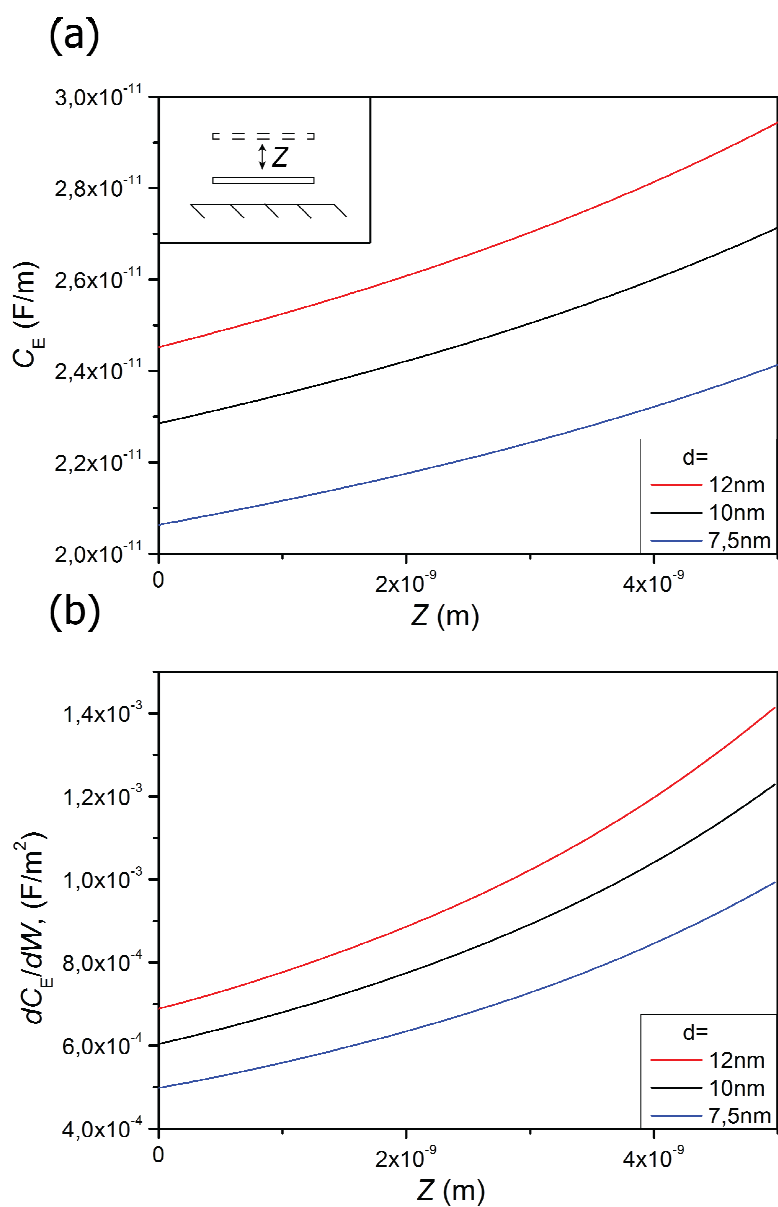 (a)
3,0x10⁻¹¹
2,8x10⁻¹¹
2,6x10⁻¹¹
2,4x10⁻¹¹
2,2x10⁻¹¹
2,0x10⁻¹¹
C_E (F/m)
Z
d=
12nm
10nm
7,5nm
0
2x10⁻⁹
4x10⁻⁹
Z (m)
(b)
1,4x10⁻³
1,2x10⁻³
1,0x10⁻³
8,0x10⁻⁴
6,0x10⁻⁴
4,0x10⁻⁴
dC_E/dW, (F/m²)
d=
12nm
10nm
7,5nm
0
2x10⁻⁹
4x10⁻⁹
Z (m)